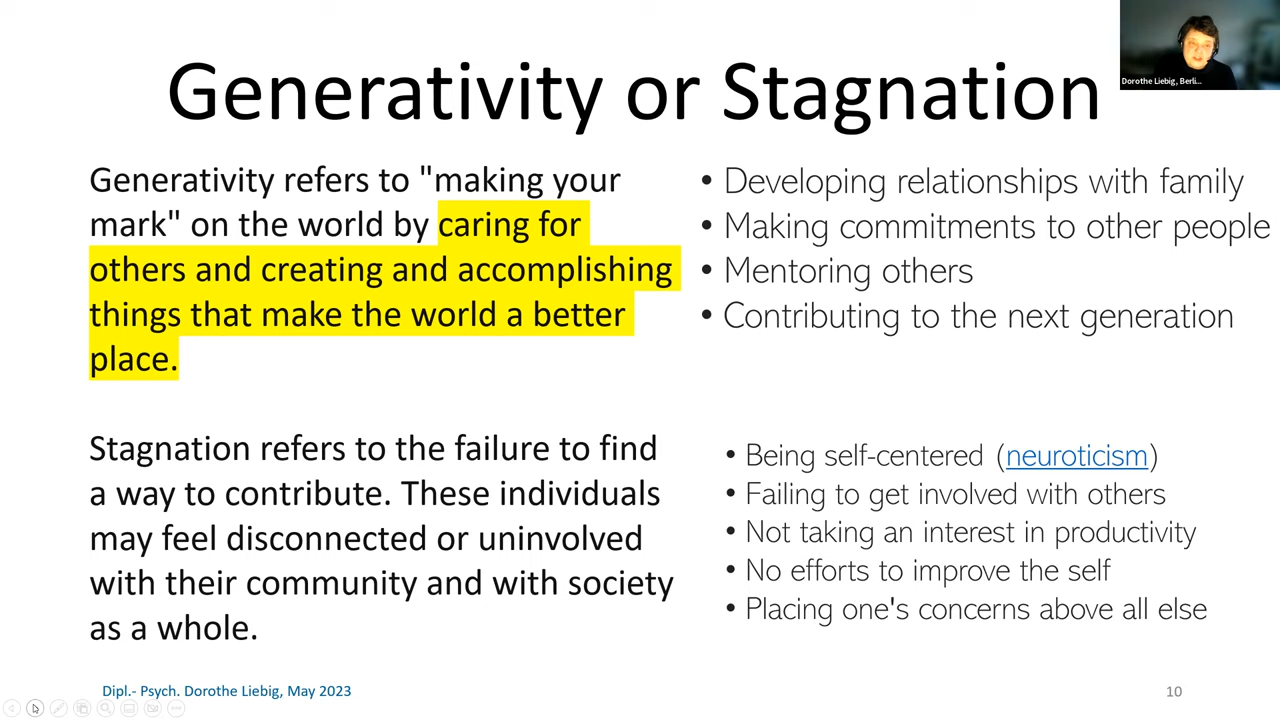 Generativity or Stagnation
Dorothe Liebig, Berli...
Generativity refers to "making your
mark" on the world by caring for
others and creating and accomplishing
things that make the world a better
place.
• Developing relationships with family
• Making commitments to other people
• Mentoring others
• Contributing to the next generation
Stagnation refers to the failure to find
a way to contribute. These individuals
may feel disconnected or uninvolved
with their community and with society
as a whole.
• Being self-centered (neuroticism)
• Failing to get involved with others
• Not taking an interest in productivity
• No efforts to improve the self
• Placing one's concerns above all else
Dipl.- Psych. Dorothe Liebig, May 2023
10